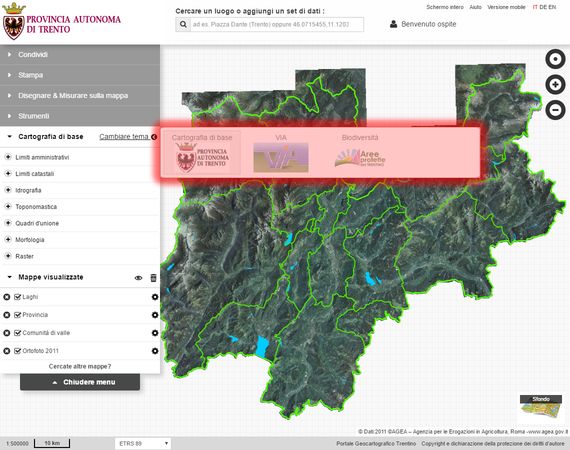 PROVINCIA AUTONOMA
DI TRENTO
Cercare un luogo o aggiungi un set di dati :
ad es. Piazza Dante (Trento) oppure 46.0715455,11.1203
Schermo intero Aiuto Versione mobile IT DE EN
Benvenuto ospite
Condividi
Stampa
Disegnare & Misurare sulla mappa
Strumenti
Cartografia di base Cambiare tema
Cartografia di base VIA Biodiversità
PROVINCIA
AUTONOMA
DI TRENTO
VIA
Aree
protette
del TRENTINO
Limiti amministrativi
Limiti catastali
Idrografia
Toponomastica
Quadri d'unione
Morfologia
Raster
Mappe visualizzate
Laghi
Provincia
Comunità di valle
Ortofoto 2011
Cercate altre mappe?
Chiudere menu
Sfondo
© Dati:2011 ©AGEA – Agenzia per le Erogazioni in Agricoltura, Roma -www.agea.gov.it
1:500000 10 km ETRS 89
Portale Geocartografico Trentino Copyright e dichiarazione della protezione dei diritti d'autore